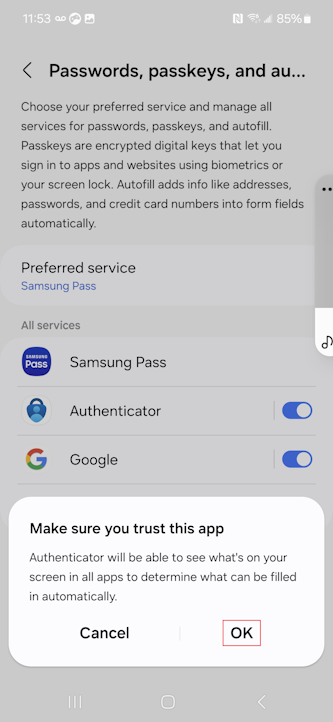 11:53
85%
Passwords, passkeys, and au...
Choose your preferred service and manage all
services for passwords, passkeys, and autofill.
Passkeys are encrypted digital keys that let you
sign in to apps and websites using biometrics or
your screen lock. Autofill adds info like addresses,
passwords, and credit card numbers into form fields
automatically.
Preferred service
Samsung Pass
All services
SAMSUNG
Pass
Samsung Pass
Authenticator
Google
Make sure you trust this app
Authenticator will be able to see what's on your
screen in all apps to determine what can be filled
in automatically.
Cancel
OK